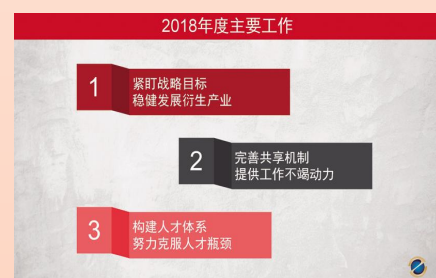 2018年度主要工作
1
紧盯战略目标
稳健发展衍生产业
2
完善共享机制
提供工作不竭动力
3
构建人才体系
努力克服人才瓶颈